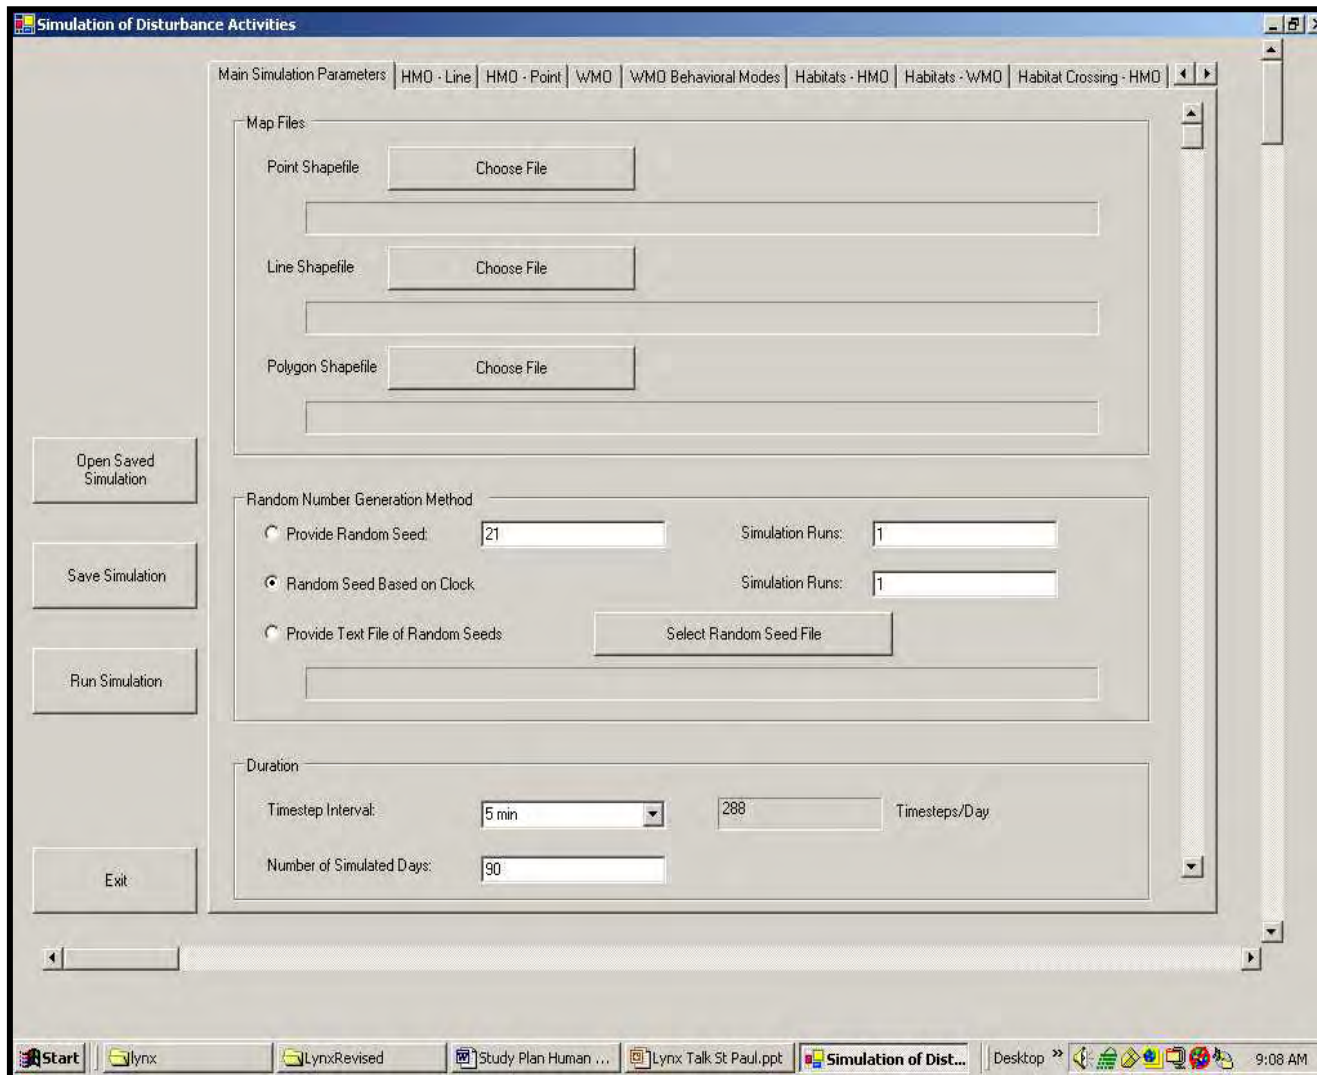 Simulation of Disturbance Activities
Main Simulation Parameters HMO - Line HMO - Point WMO WMO Behavioral Modes Habitats - HMO Habitats - WMO Habitat Crossing - HMO
Map Files
Point Shapefile Choose File
Line Shapefile Choose File
Polygon Shapefile Choose File
Open Saved
Simulation
Save Simulation
Run Simulation
Exit
Random Number Generation Method
Provide Random Seed: 21 Simulation Runs: 1
Random Seed Based on Clock Simulation Runs: 1
Provide Text File of Random Seeds Select Random Seed File
Duration
Timestep Interval: 5 min 288 Timesteps/Day
Number of Simulated Days: 90
Start lynx LynxRevised Study Plan Human ... Lynx Talk St Paul.ppt Simulation of Dist... Desktop » 9:08 AM